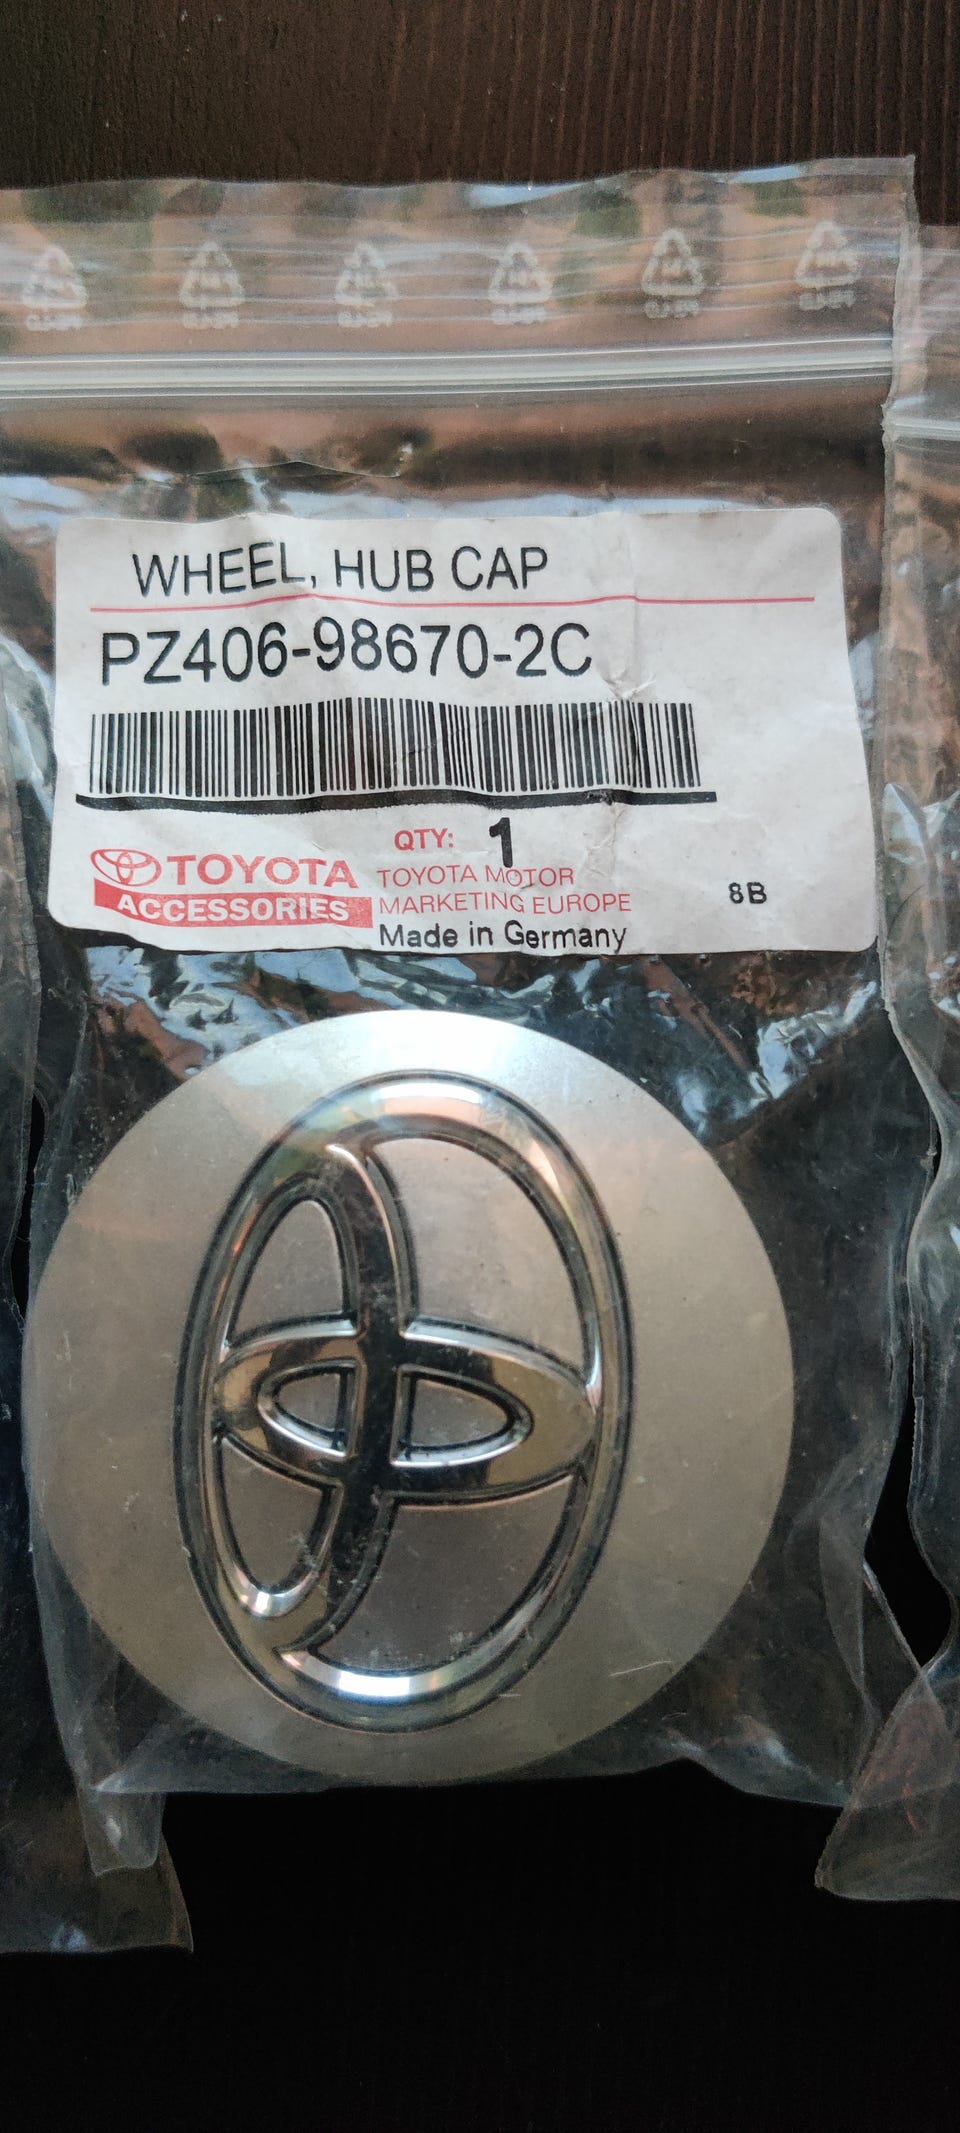 WHEEL, HUB CAP
PZ406-98670-2C
QTY: 1
TOYOTA
ACCESSORIES
TOYOTA MOTOR
MARKETING EUROPE
Made in Germany
8B